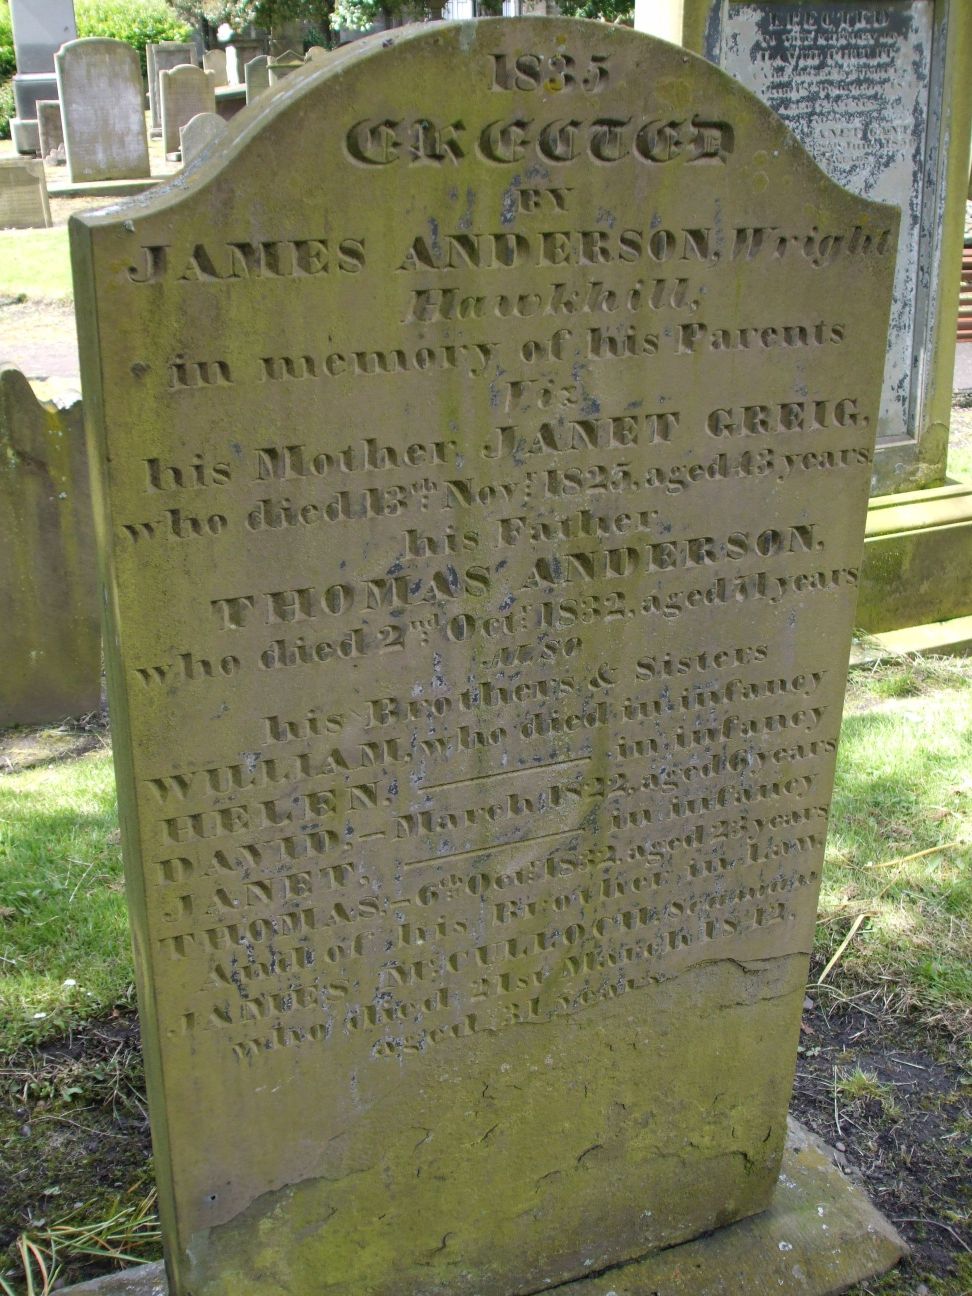 1835
ERECTED
BY
JAMES ANDERSON, Wright
Hawkhill,
in memory of his Parents
Viz
his Mother JANET GREIG.
who died 13th Novr. 1825, aged 43 years
his Father
THOMAS ANDERSON,
who died 2nd Octr. 1832, aged 71 years
Also
his Brothers & Sisters
WILLIAM, who died in infancy
HELEN, in infancy
DAVID,—March 1822, aged 6 years
JANET, in infancy
THOMAS,—6th Octr. 1832, aged 23 years
And of his Brother in Law.
JAMES McCULLOCH
who died 21st March 1842,
aged 31 years
ERECTED